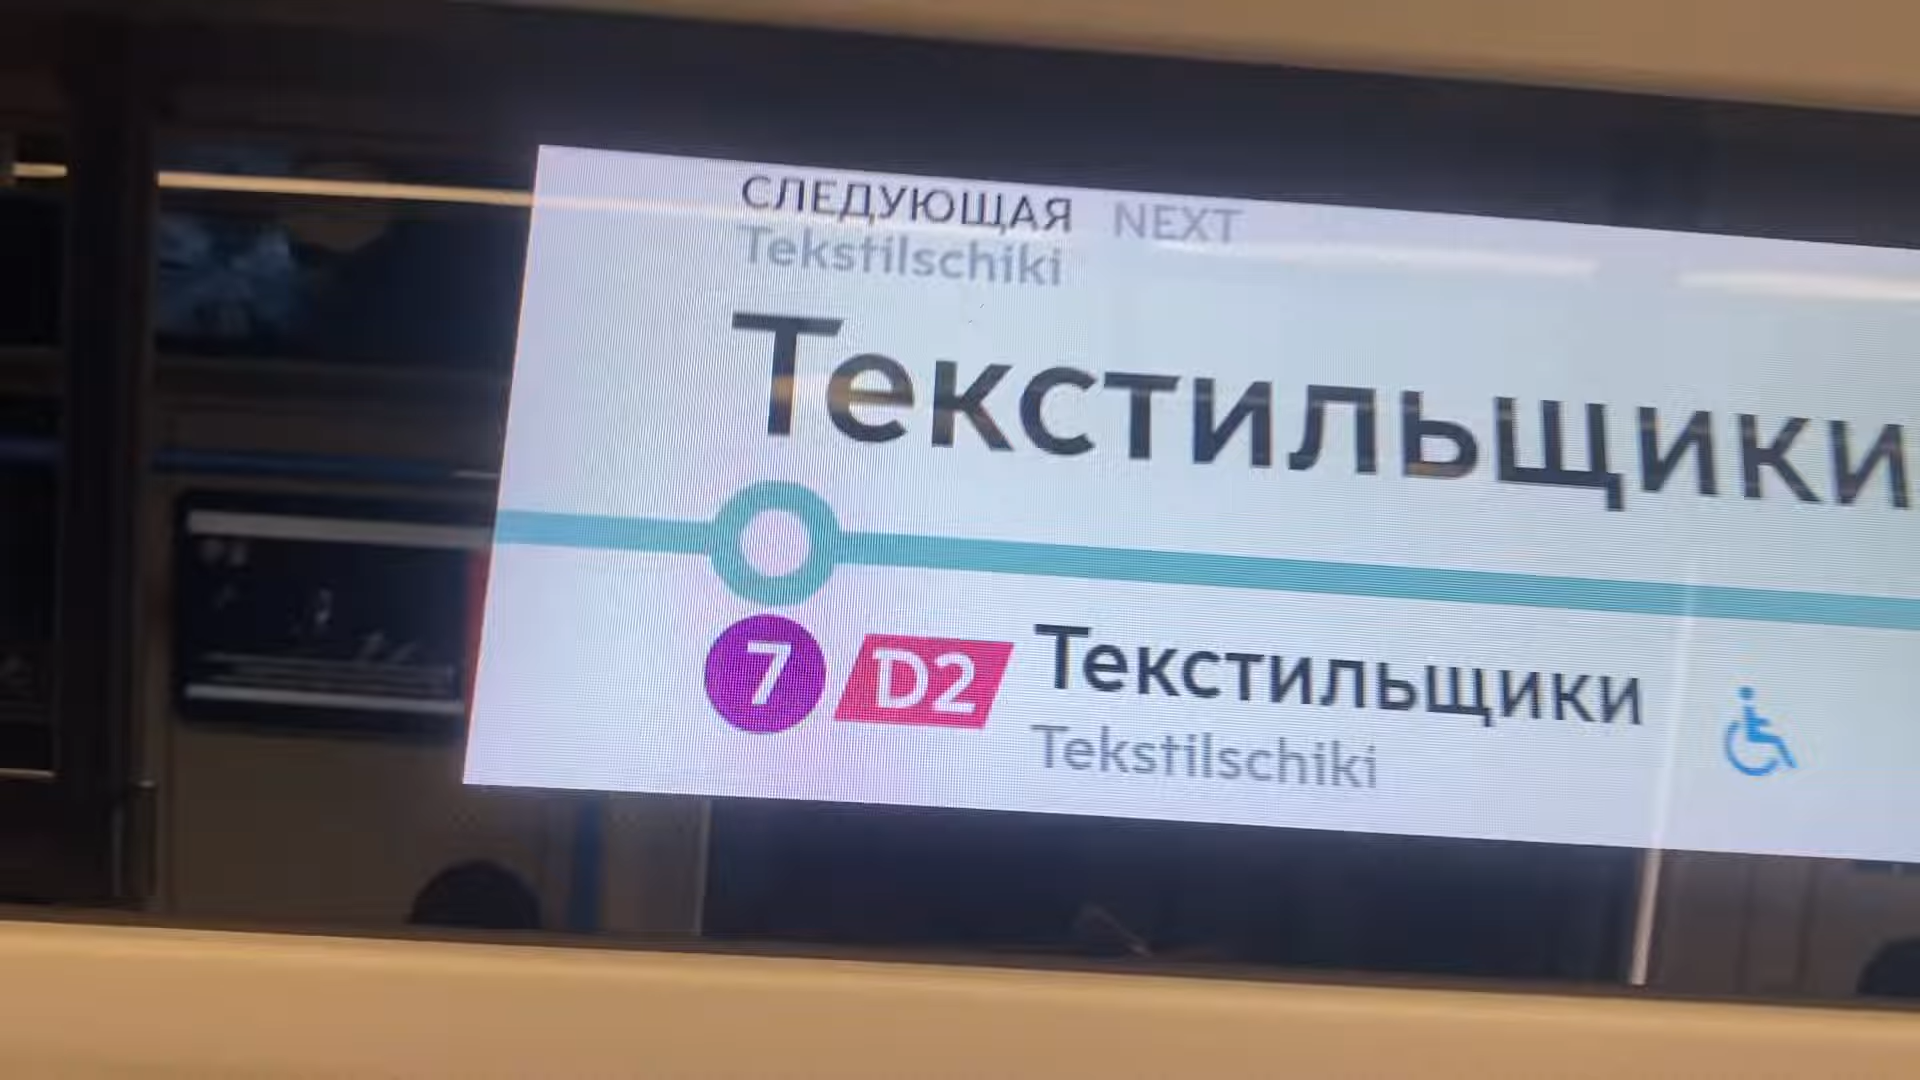 СЛЕДУЮЩАЯ NEXT
Tekstilschiki
Текстильщики
7 D2 Текстильщики
Tekstilschiki